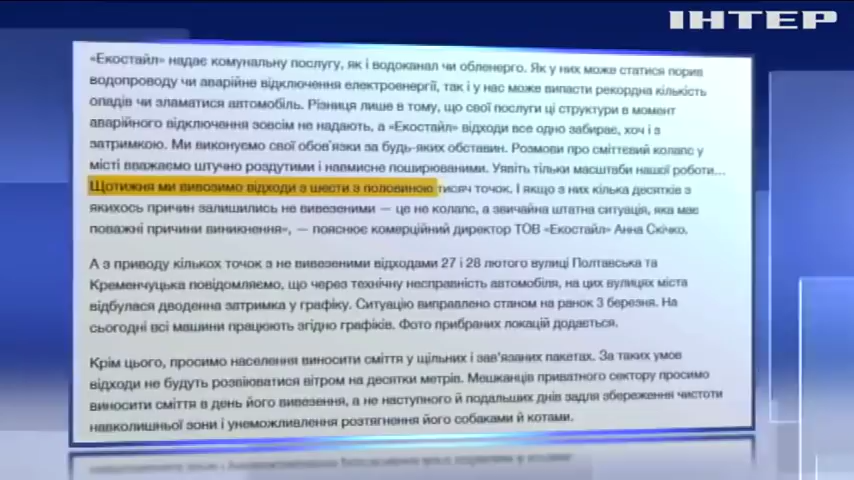 ІНТЕР
«Екостайл» надає комунальну послугу, як і водоканал чи обленерго. Як у них може статися порив
водопроводу чи аварійне відключення електроенергії, так і у нас може випасти рекордна кількість
опадів чи зламатися автомобіль. Різниця лише в тому, що свої послуги ці структури в момент
аварійного відключення зовсім не надають, а «Екостайл» відходи все одно забирає, хоч і з
затримкою. Ми виконуємо свої обов'язки за будь-яких обставин. Розмови про сміттєвий колапс у
місті вважаємо штучно роздутими і навмисне поширюваними. Уявіть тільки масштаби нашої роботи...
Щотижня ми вивозимо відходи з шести з половиною тисяч точок. І якщо з них кілька десятків з
якихось причин залишились не вивезеними — це не колапс, а звичайна штатна ситуація, яка має
поважні причини виникнення», — пояснює комерційний директор ТОВ «Екостайл» Анна Скічко.
А з приводу кількох точок з не вивезеними відходами 27 і 28 лютого вулиці Полтавська та
Кременчуцька повідомляємо, що через технічну несправність автомобіля, на цих вулицях міста
відбулася дводенна затримка у графіку. Ситуацію виправлено станом на ранок 3 березня. На
сьогодні всі машини працюють згідно графіків. Фото прибраних локацій додається.
Крім цього, просимо населення виносити сміття у щільних і зав'язаних пакетах. За таких умов
відходи не будуть розвіюватися вітром на десятки метрів. Мешканців приватного сектору просимо
виносити сміття в день його вивезення, а не наступного й подальших днів задля збереження чистоти
навколишньої зони і унеможливлення розтягнення його собаками й котами.